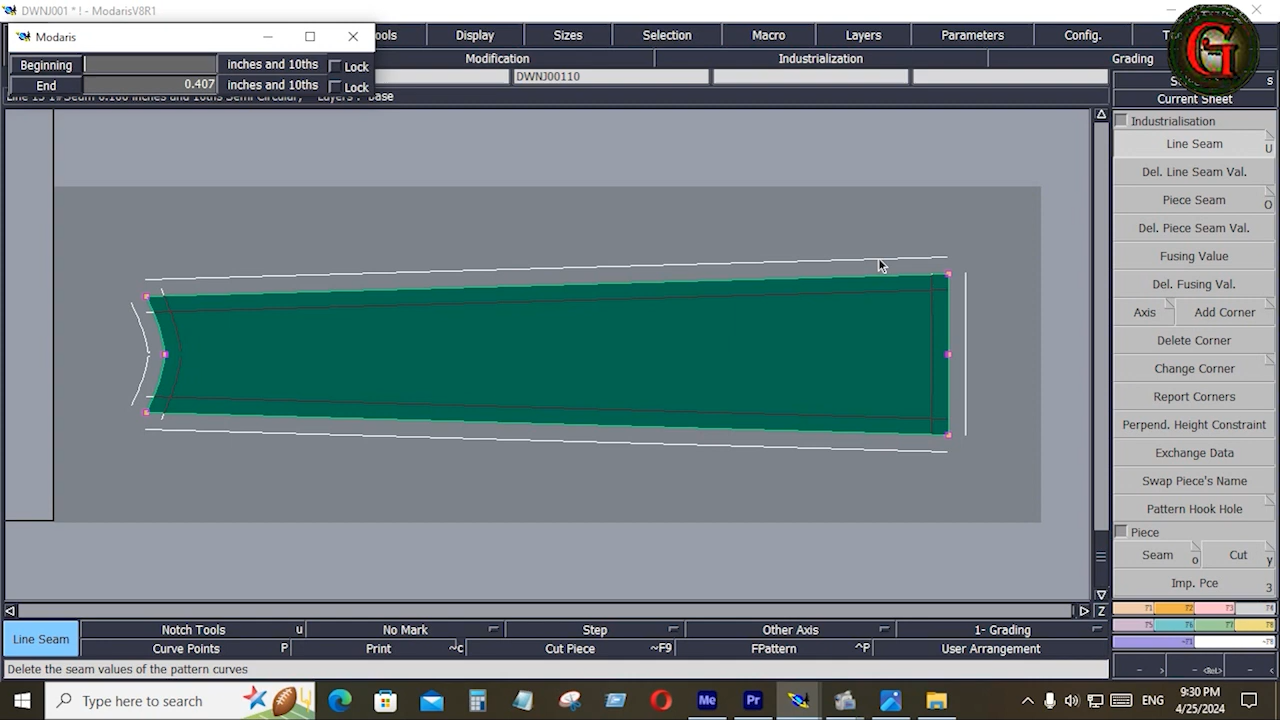 DWNJ001 * ! - ModarisV8R1
Modaris
Beginning inches and 10ths Lock
End 0.407 inches and 10ths Lock
Display Sizes Selection Macro Layers Parameters Config.
Modification Industrialization Grading
DWNJ00110
Current Sheet
Industrialisation
Line Seam U
Del. Line Seam Val.
Piece Seam O
Del. Piece Seam Val.
Fusing Value
Del. Fusing Val.
Axis Add Corner
Delete Corner
Change Corner
Report Corners
Perpend. Height Constraint
Exchange Data
Swap Piece's Name
Pattern Hook Hole
Piece
Seam o Cut y
Imp. Pce 3
G
Z
Line Seam
Notch Tools u No Mark Step Other Axis 1- Grading
Curve Points P Print ~c Cut Piece ~F9 FPattern ^P User Arrangement
Delete the seam values of the pattern curves
Type here to search
Me Pr
ENG
9:30 PM
4/25/2024